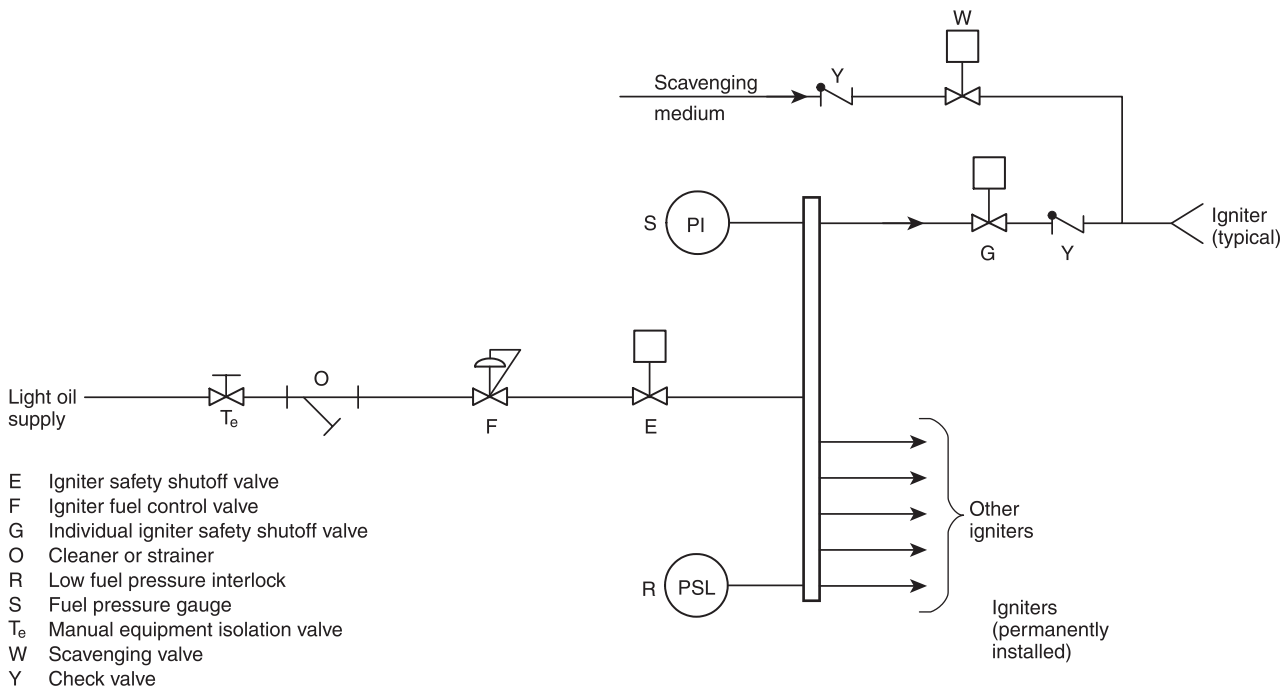 W
Scavenging
Y
medium
S
PI
G
Y
Igniter
(typical)
O
Light oil
supply
Te
F
E
Other
igniters
R
PSL
Igniters
(permanently
installed)
E Igniter safety shutoff valve
F Igniter fuel control valve
G Individual igniter safety shutoff valve
O Cleaner or strainer
R Low fuel pressure interlock
S Fuel pressure gauge
Te Manual equipment isolation valve
W Scavenging valve
Y Check valve